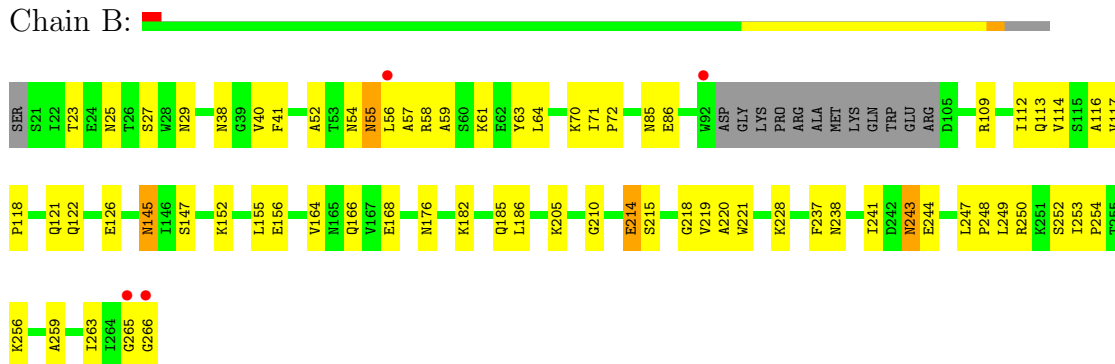 Chain B:
SER S21 I22 T23 E24 N25 T26 S27 W28 N29 N38 G39 V40 F41 A52 T53 N54 N55 L56 A57 R58 A59 S60 K61 E62 Y63 L64 K70 I71 P72 N85 E86 W92 ASP GLY LYS PRO ARG ALA MET LYS GLN TRP GLU ARG D105 R109 I112 Q113 V114 S115 A116 V117
P118 Q121 Q122 E126 N145 I146 S147 K152 L155 E156 V164 N165 Q166 V167 E168 N176 K182 Q185 L186 K205 G210 E214 S215 G218 V219 A220 W221 K228 F237 N238 I241 D242 N243 E244 L247 P248 L249 R250 K251 S252 I253 P254 T255
K256 A259 I263 I264 G265 G266